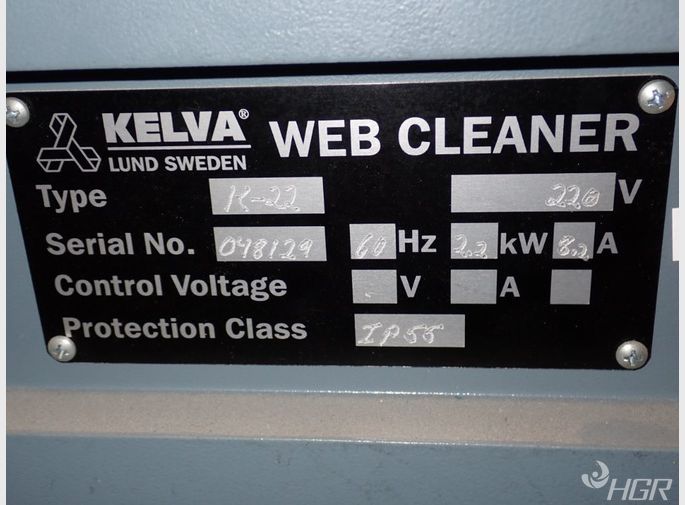 KELVA® WEB CLEANER
LUND SWEDEN
Type K-22 220 V
Serial No. 048129 60 Hz 2.2 kW 8.2 A
Control Voltage V A
Protection Class IP55
HGR